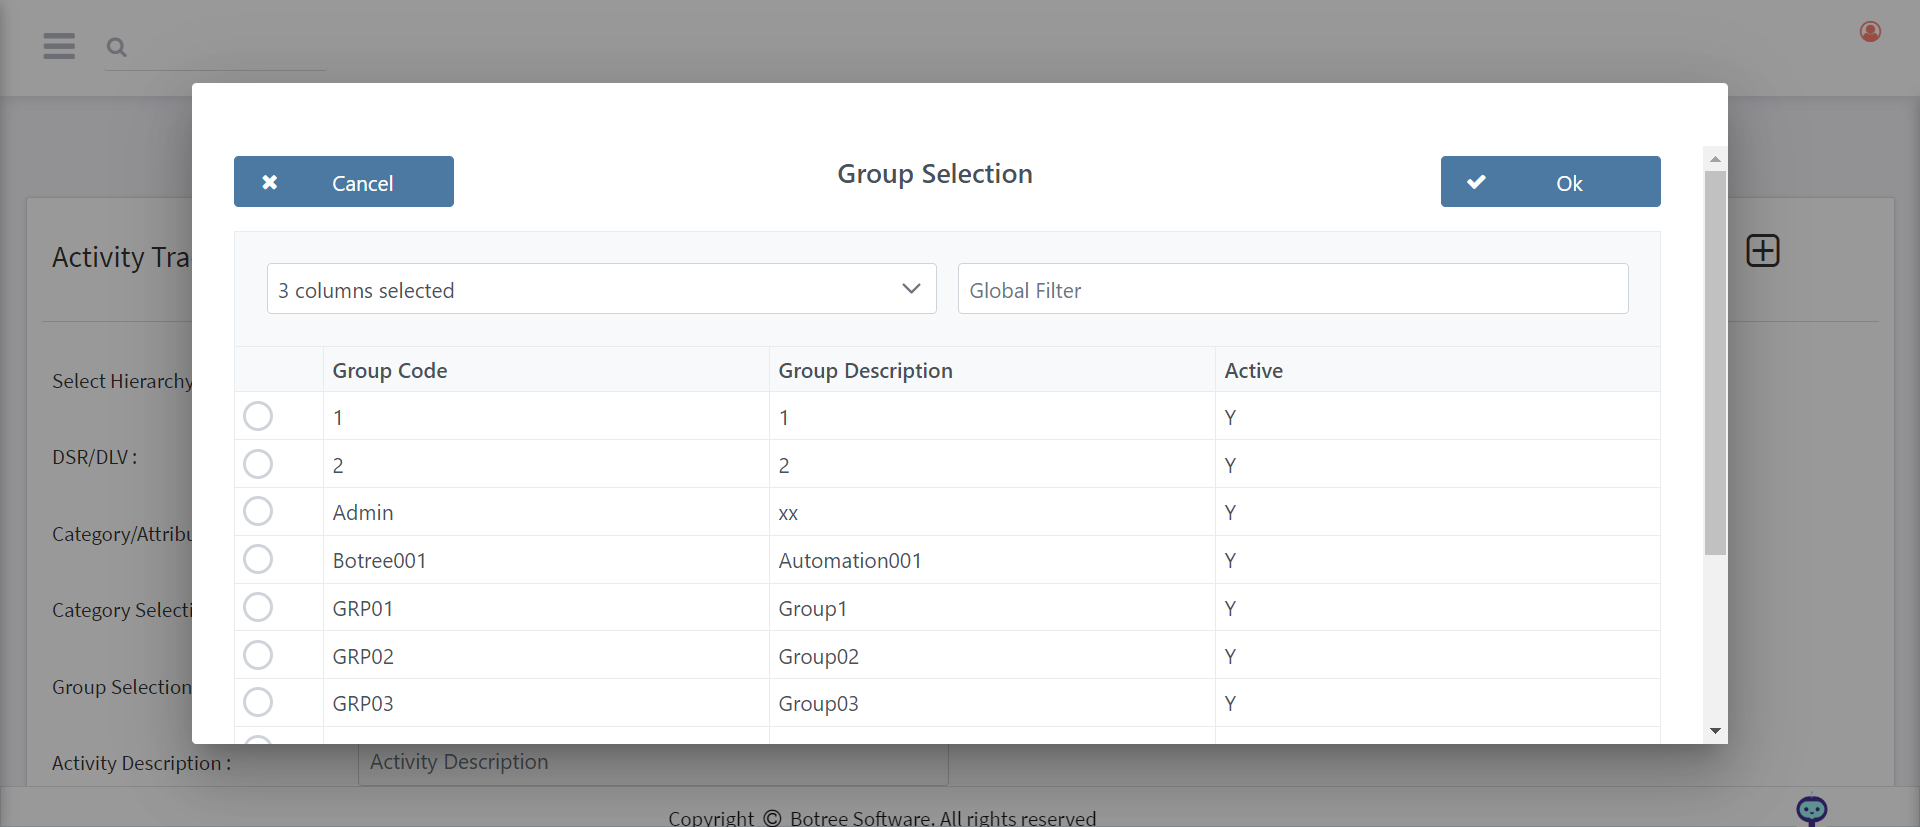 Cancel
Group Selection
Ok
Activity Tra
3 columns selected
Global Filter
Group Code Group Description Active
1 1 Y
2 2 Y
Admin xx Y
Botree001 Automation001 Y
GRP01 Group1 Y
GRP02 Group02 Y
GRP03 Group03 Y
Select Hierarchy
DSR/DLV :
Category/Attribu
Category Selecti
Group Selection
Activity Description :
Activity Description
Copyright © Botree Software. All rights reserved